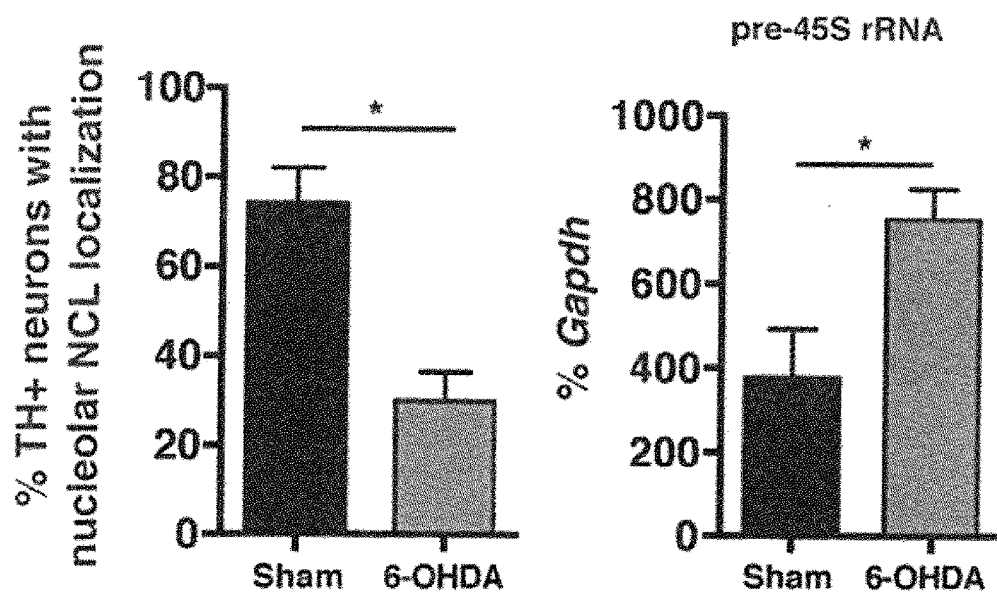 % TH+ neurons with
nucleolar NCL localization
100
80
60
40
20
0
*
Sham 6-OHDA
pre-45S rRNA
% Gapdh
1000
800
600
400
200
0
*
Sham 6-OHDA